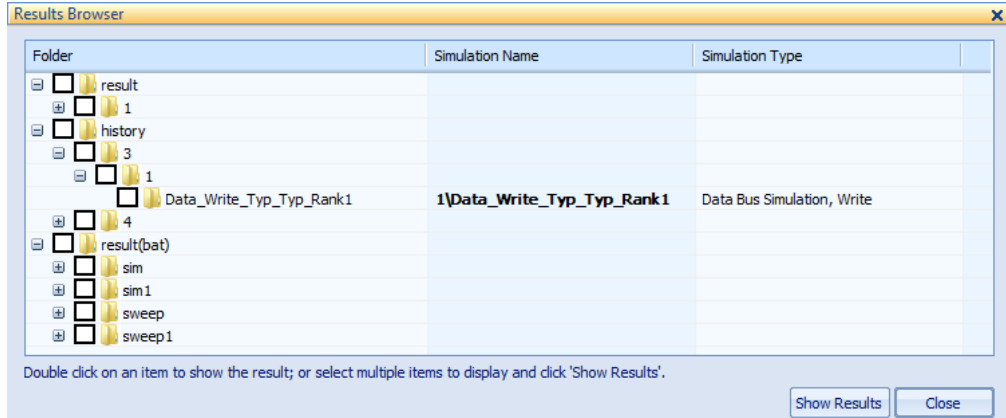 Results Browser
Folder Simulation Name Simulation Type
result
1
history
3
1
Data_Write_Typ_Typ_Rank1 1\Data_Write_Typ_Typ_Rank1 Data Bus Simulation, Write
4
result(bat)
sim
sim1
sweep
sweep1
Double click on an item to show the result; or select multiple items to display and click 'Show Results'.
Show Results Close